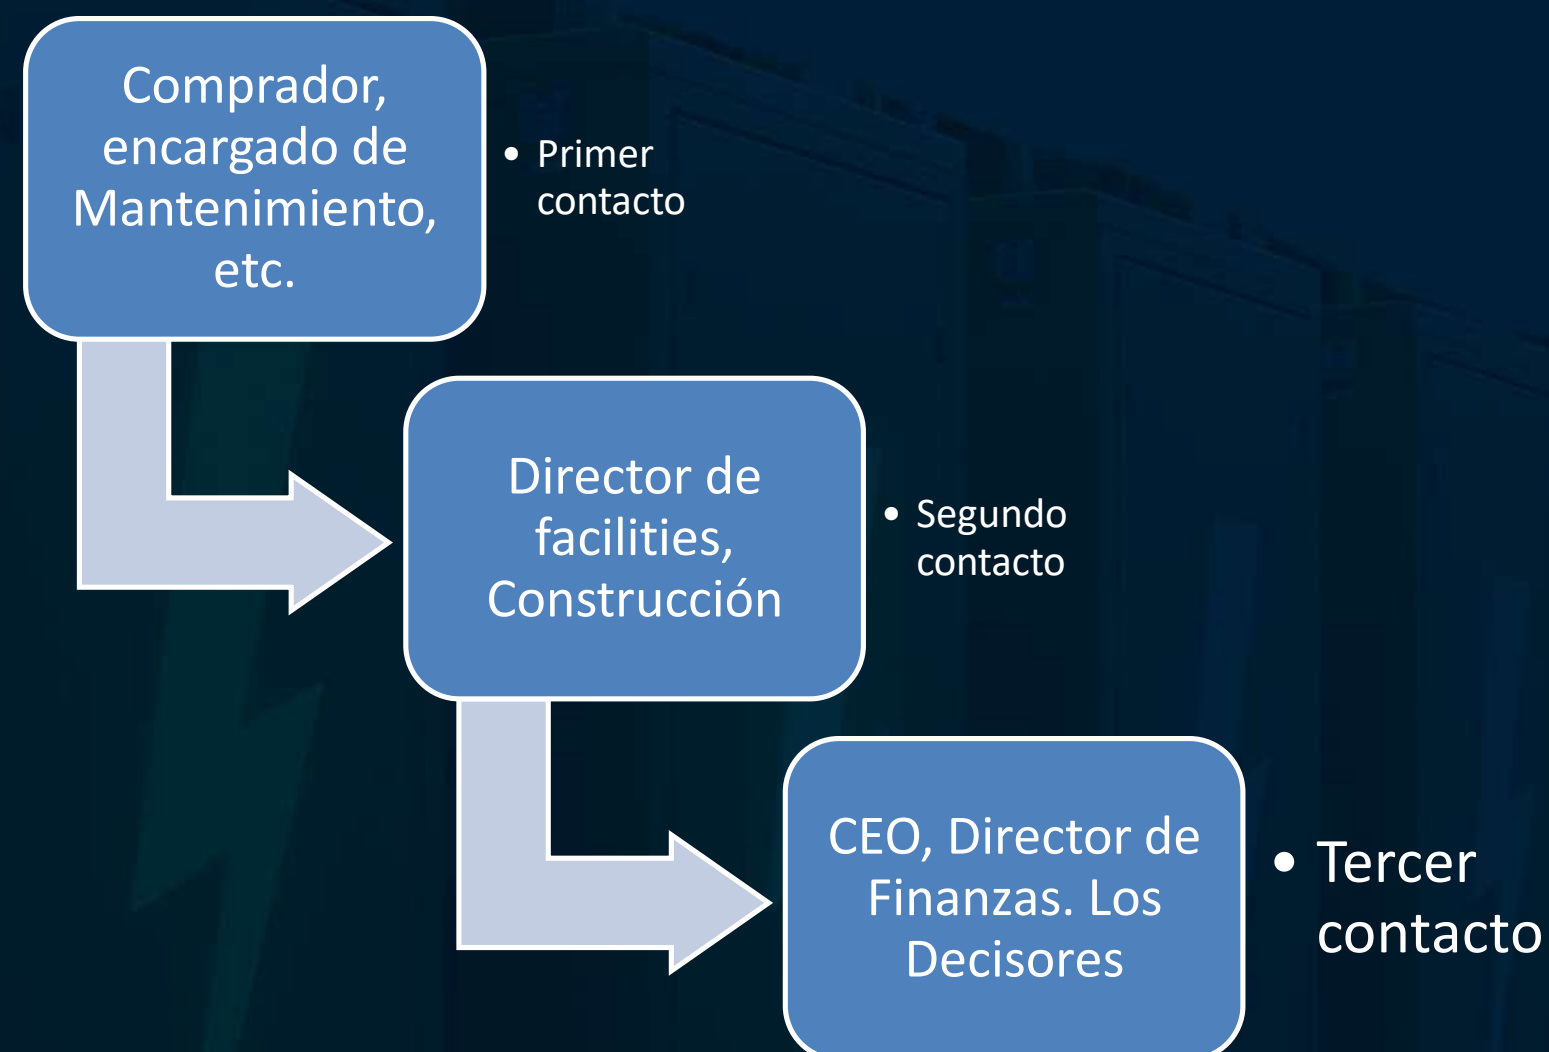 Comprador,
encargado de
Mantenimiento,
etc.
• Primer
contacto
Director de
facilities,
Construcción
• Segundo
contacto
CEO, Director de
Finanzas. Los
Decisores
• Tercer
contacto